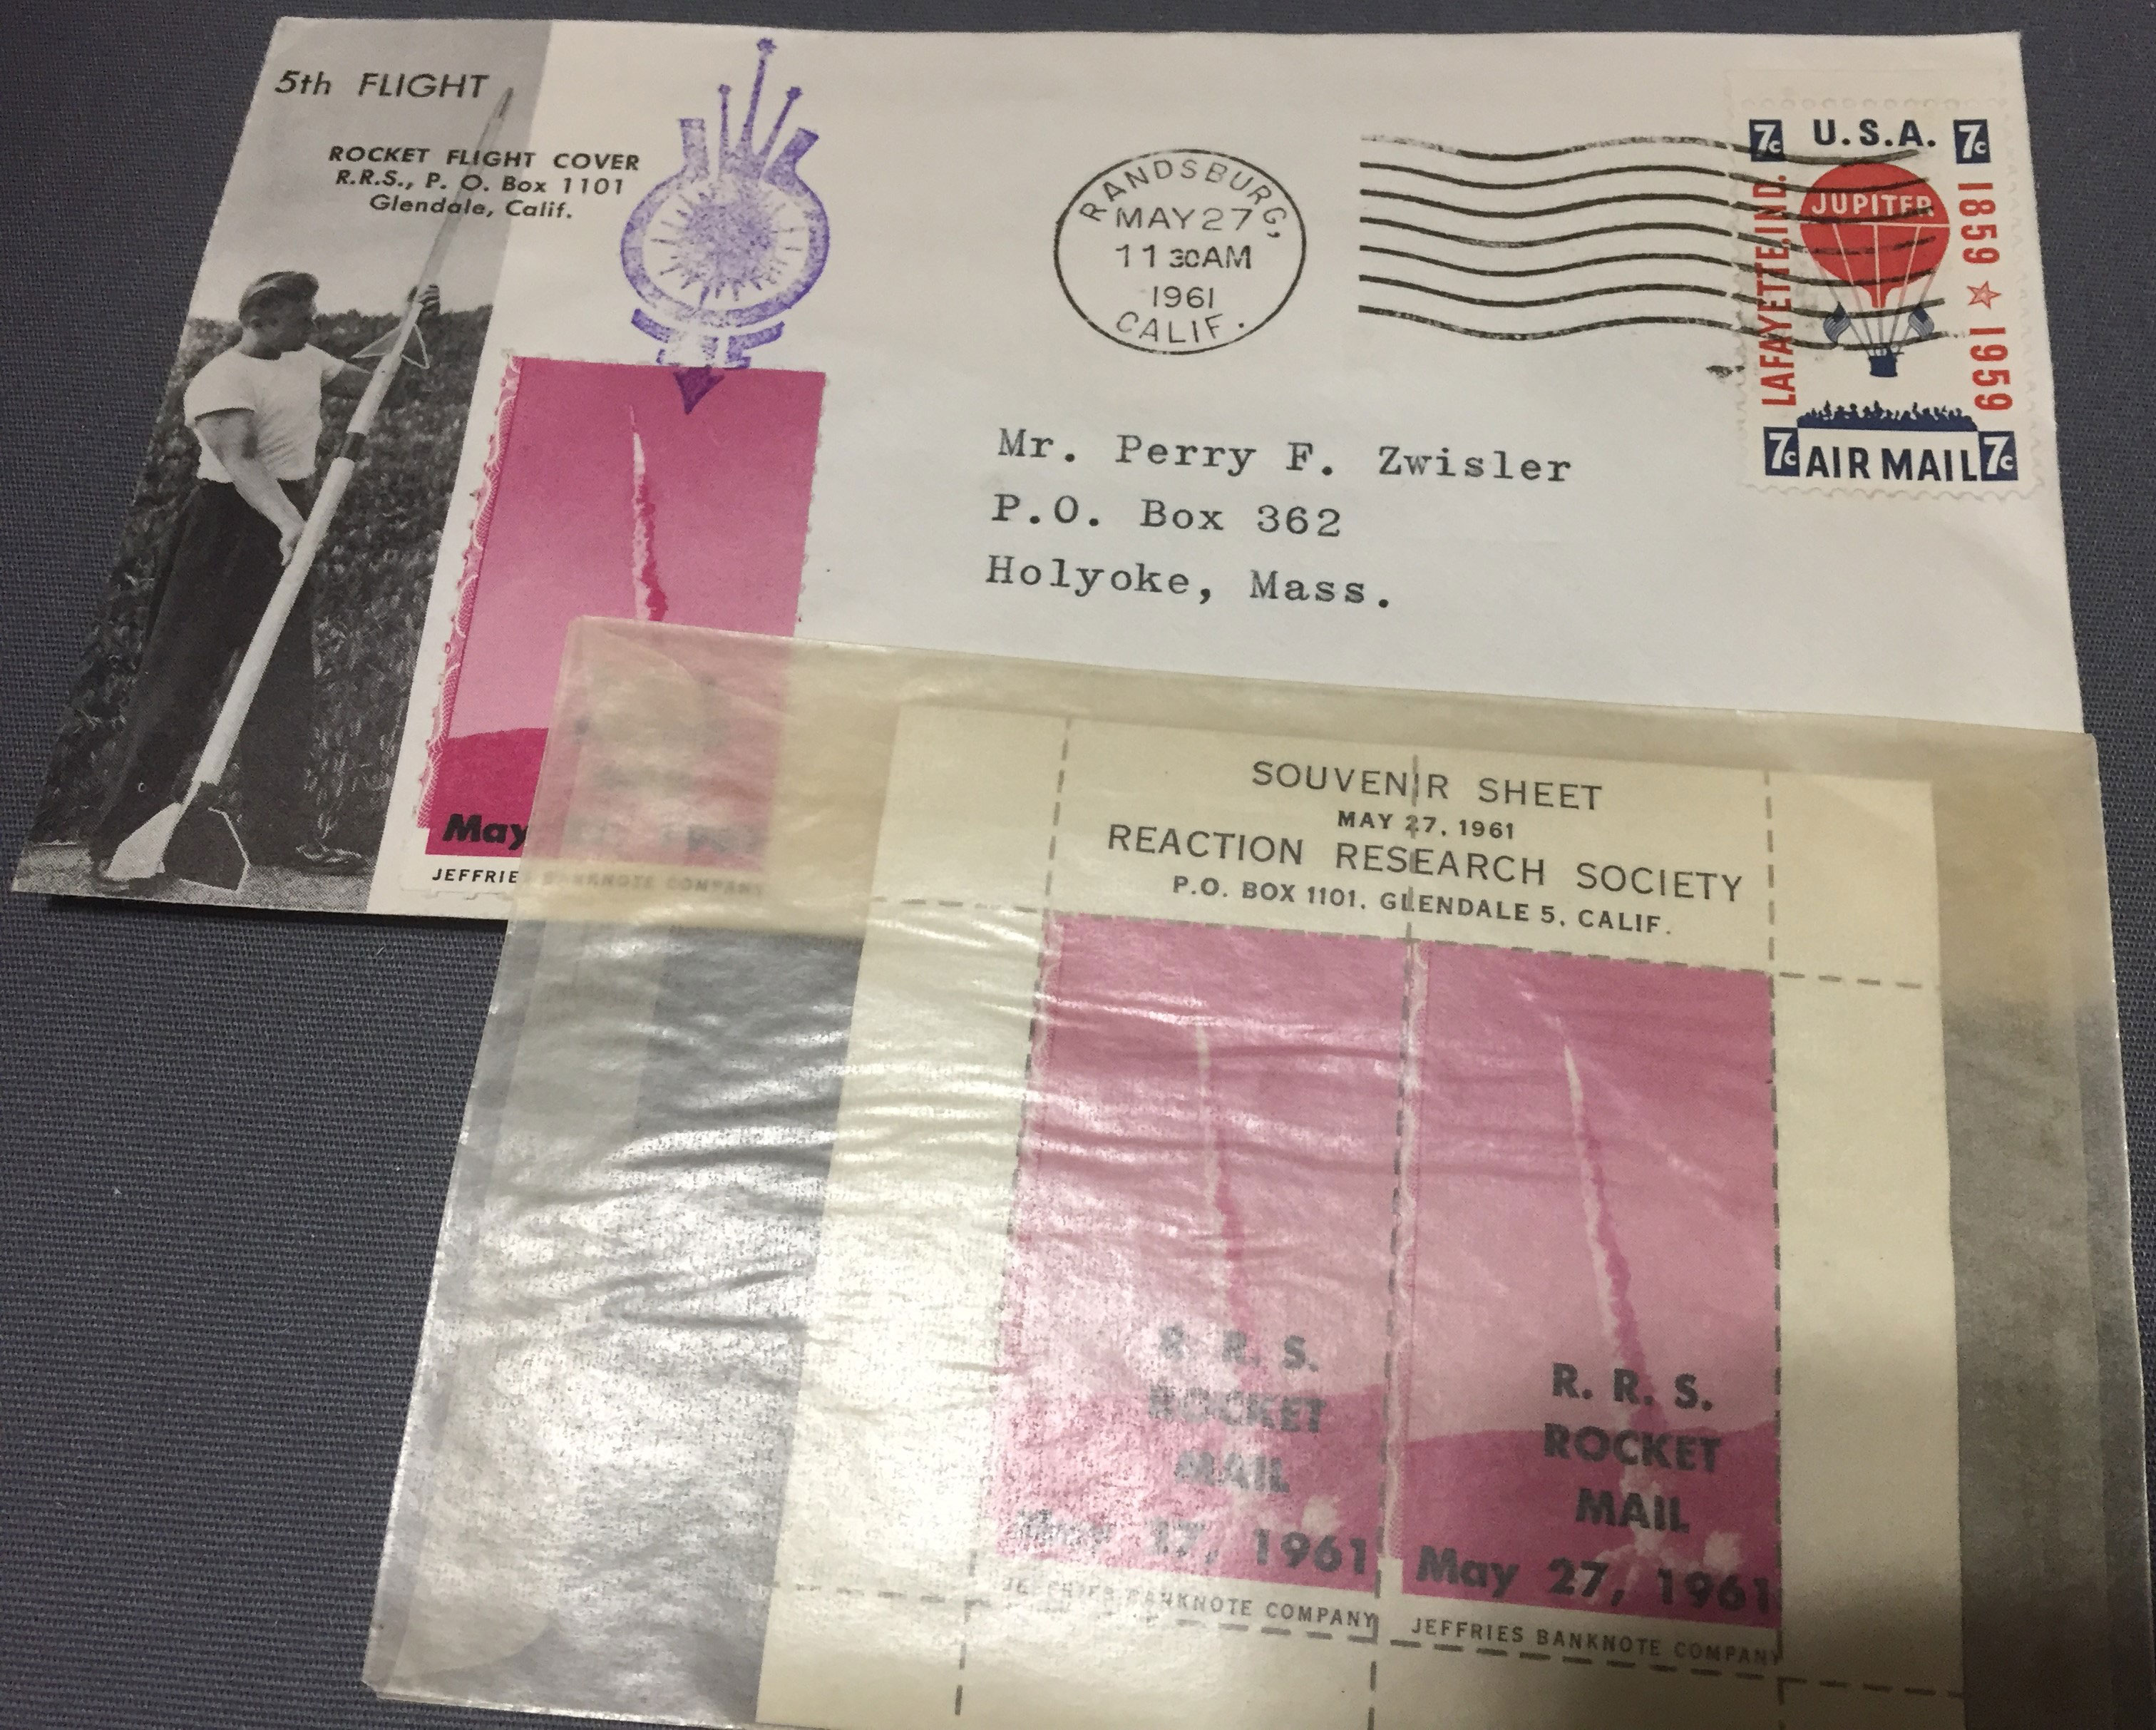 5th FLIGHT
ROCKET FLIGHT COVER
R.R.S., P. O. Box 1101
Glendale, Calif.
RANDSBURG,
MAY 27
11 30AM
1961
CALIF.
7c U.S.A. 7c
LAFAYETTE, IND.
JUPITER
1859 ★ 1959
7c AIR MAIL 7c
Mr. Perry F. Zwisler
P.O. Box 362
Holyoke, Mass.
May
JEFFRIES BANKNOTE COMPANY
SOUVENIR SHEET
MAY 27, 1961
REACTION RESEARCH SOCIETY
P.O. BOX 1101, GLENDALE 5, CALIF.
R. R. S.
ROCKET
MAIL
May 27, 1961
JEFFRIES BANKNOTE COMPANY
R. R. S.
ROCKET
MAIL
May 27, 1961
JEFFRIES BANKNOTE COMPANY